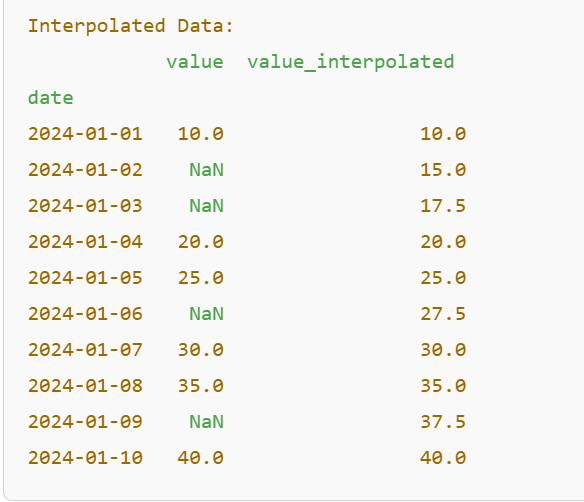 Interpolated Data:
            value  value_interpolated
date
2024-01-01   10.0                10.0
2024-01-02    NaN                15.0
2024-01-03    NaN                17.5
2024-01-04   20.0                20.0
2024-01-05   25.0                25.0
2024-01-06    NaN                27.5
2024-01-07   30.0                30.0
2024-01-08   35.0                35.0
2024-01-09    NaN                37.5
2024-01-10   40.0                40.0